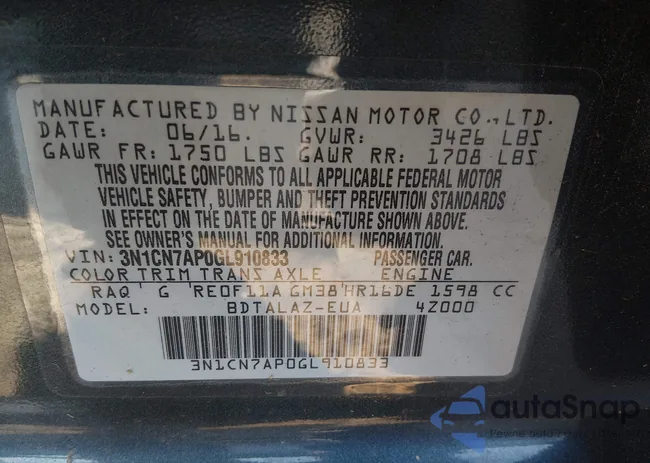 MANUFACTURED BY NISSAN MOTOR CO., LTD.
DATE: 06/16. GVWR: 3426 LBS
GAWR FR: 1750 LBS GAWR RR: 1708 LBS
THIS VEHICLE CONFORMS TO ALL APPLICABLE FEDERAL MOTOR
VEHICLE SAFETY, BUMPER AND THEFT PREVENTION STANDARDS
IN EFFECT ON THE DATE OF MANUFACTURE SHOWN ABOVE.
SEE OWNER'S MANUAL FOR ADDITIONAL INFORMATION.
VIN: 3N1CN7AP0GL910833 PASSENGER CAR.
COLOR TRIM TRANS AXLE ENGINE
RAQ G RE0F11A GM38 HR16DE 1598 CC
MODEL: BDTALAZ-EUA 4Z000
3N1CN7AP0GL910833
autoSnap
Pewne auto